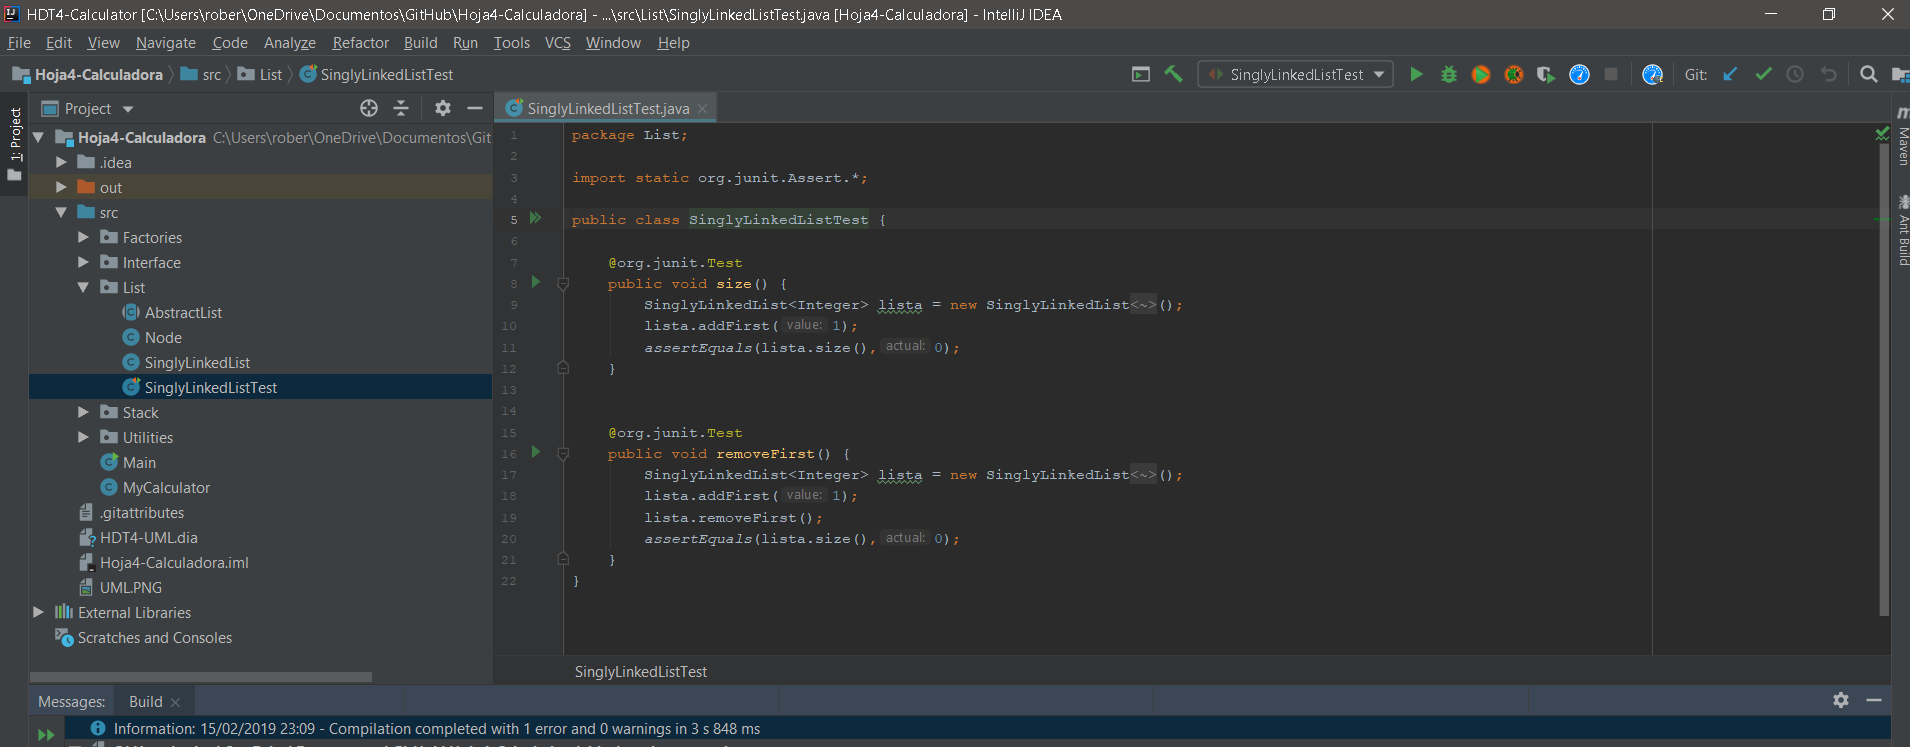 HDT4-Calculator [C:\Users\rober\OneDrive\Documentos\GitHub\Hoja4-Calculadora] - ...\src\List\SinglyLinkedListTest.java [Hoja4-Calculadora] - IntelliJ IDEA
File Edit View Navigate Code Analyze Refactor Build Run Tools VCS Window Help
Hoja4-Calculadora src List SinglyLinkedListTest
SinglyLinkedListTest Git:
1: Project
Project
Hoja4-Calculadora C:\Users\rober\OneDrive\Documentos\Git
.idea
out
src
Factories
Interface
List
AbstractList
Node
SinglyLinkedList
SinglyLinkedListTest
Stack
Utilities
Main
MyCalculator
.gitattributes
HDT4-UML.dia
Hoja4-Calculadora.iml
UML.PNG
External Libraries
Scratches and Consoles
SinglyLinkedListTest.java
1 package List;
2
3 import static org.junit.Assert.*;
4
5 public class SinglyLinkedListTest {
6
7 @org.junit.Test
8 public void size() {
9 SinglyLinkedList<Integer> lista = new SinglyLinkedList<~>();
10 lista.addFirst( value: 1);
11 assertEquals(lista.size(), actual: 0);
12 }
13
14
15 @org.junit.Test
16 public void removeFirst() {
17 SinglyLinkedList<Integer> lista = new SinglyLinkedList<~>();
18 lista.addFirst( value: 1);
19 lista.removeFirst();
20 assertEquals(lista.size(), actual: 0);
21 }
22 }
SinglyLinkedListTest
Maven
Ant Build
Messages: Build
Information: 15/02/2019 23:09 - Compilation completed with 1 error and 0 warnings in 3 s 848 ms